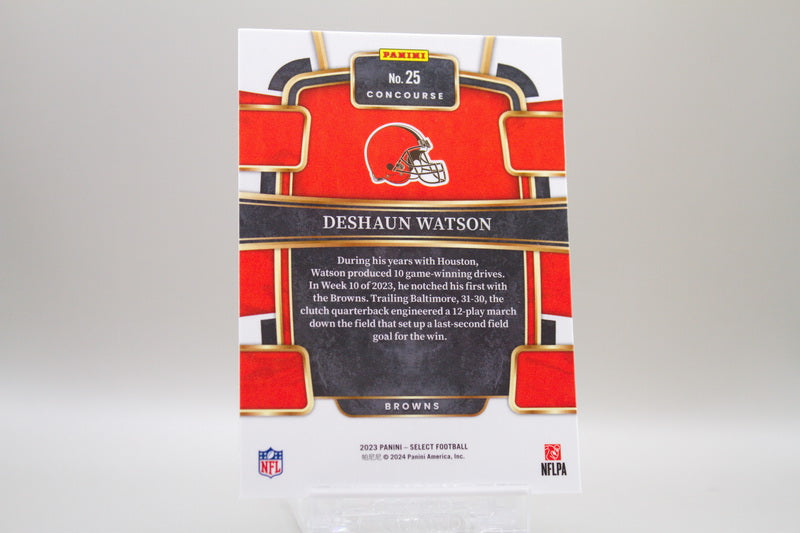 PANINI
No. 25
CONCOURSE
DESHAUN WATSON
During his years with Houston,
Watson produced 10 game-winning drives.
In Week 10 of 2023, he notched his first with
the Browns. Trailing Baltimore, 31-30, the
clutch quarterback engineered a 12-play march
down the field that set up a last-second field
goal for the win.
BROWNS
2023 PANINI – SELECT FOOTBALL
帕尼尼 © 2024 Panini America, Inc.
NFL
NFLPA